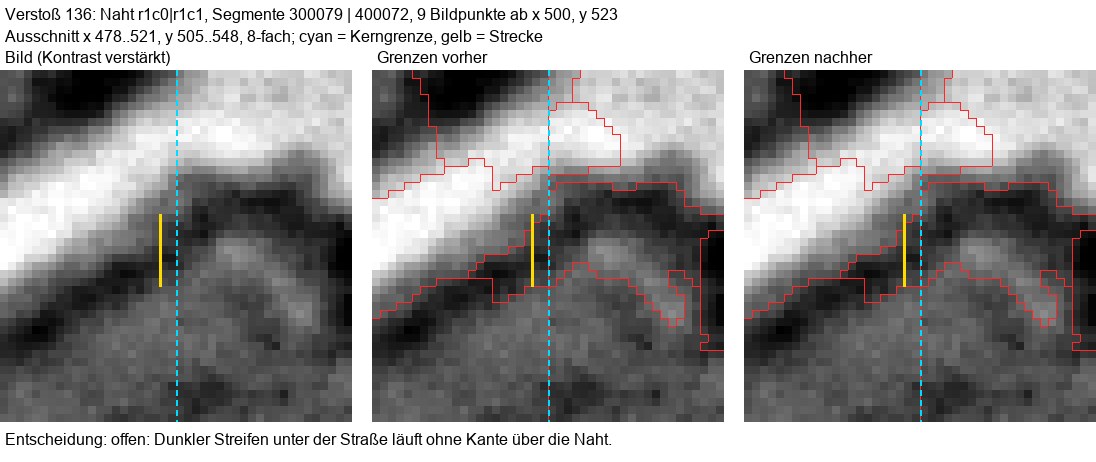 Verstoß 136: Naht r1c0|r1c1, Segmente 300079 | 400072, 9 Bildpunkte ab x 500, y 523
Ausschnitt x 478..521, y 505..548, 8-fach; cyan = Kerngrenze, gelb = Strecke
Bild (Kontrast verstärkt) Grenzen vorher Grenzen nachher
Entscheidung: offen: Dunkler Streifen unter der Straße läuft ohne Kante über die Naht.